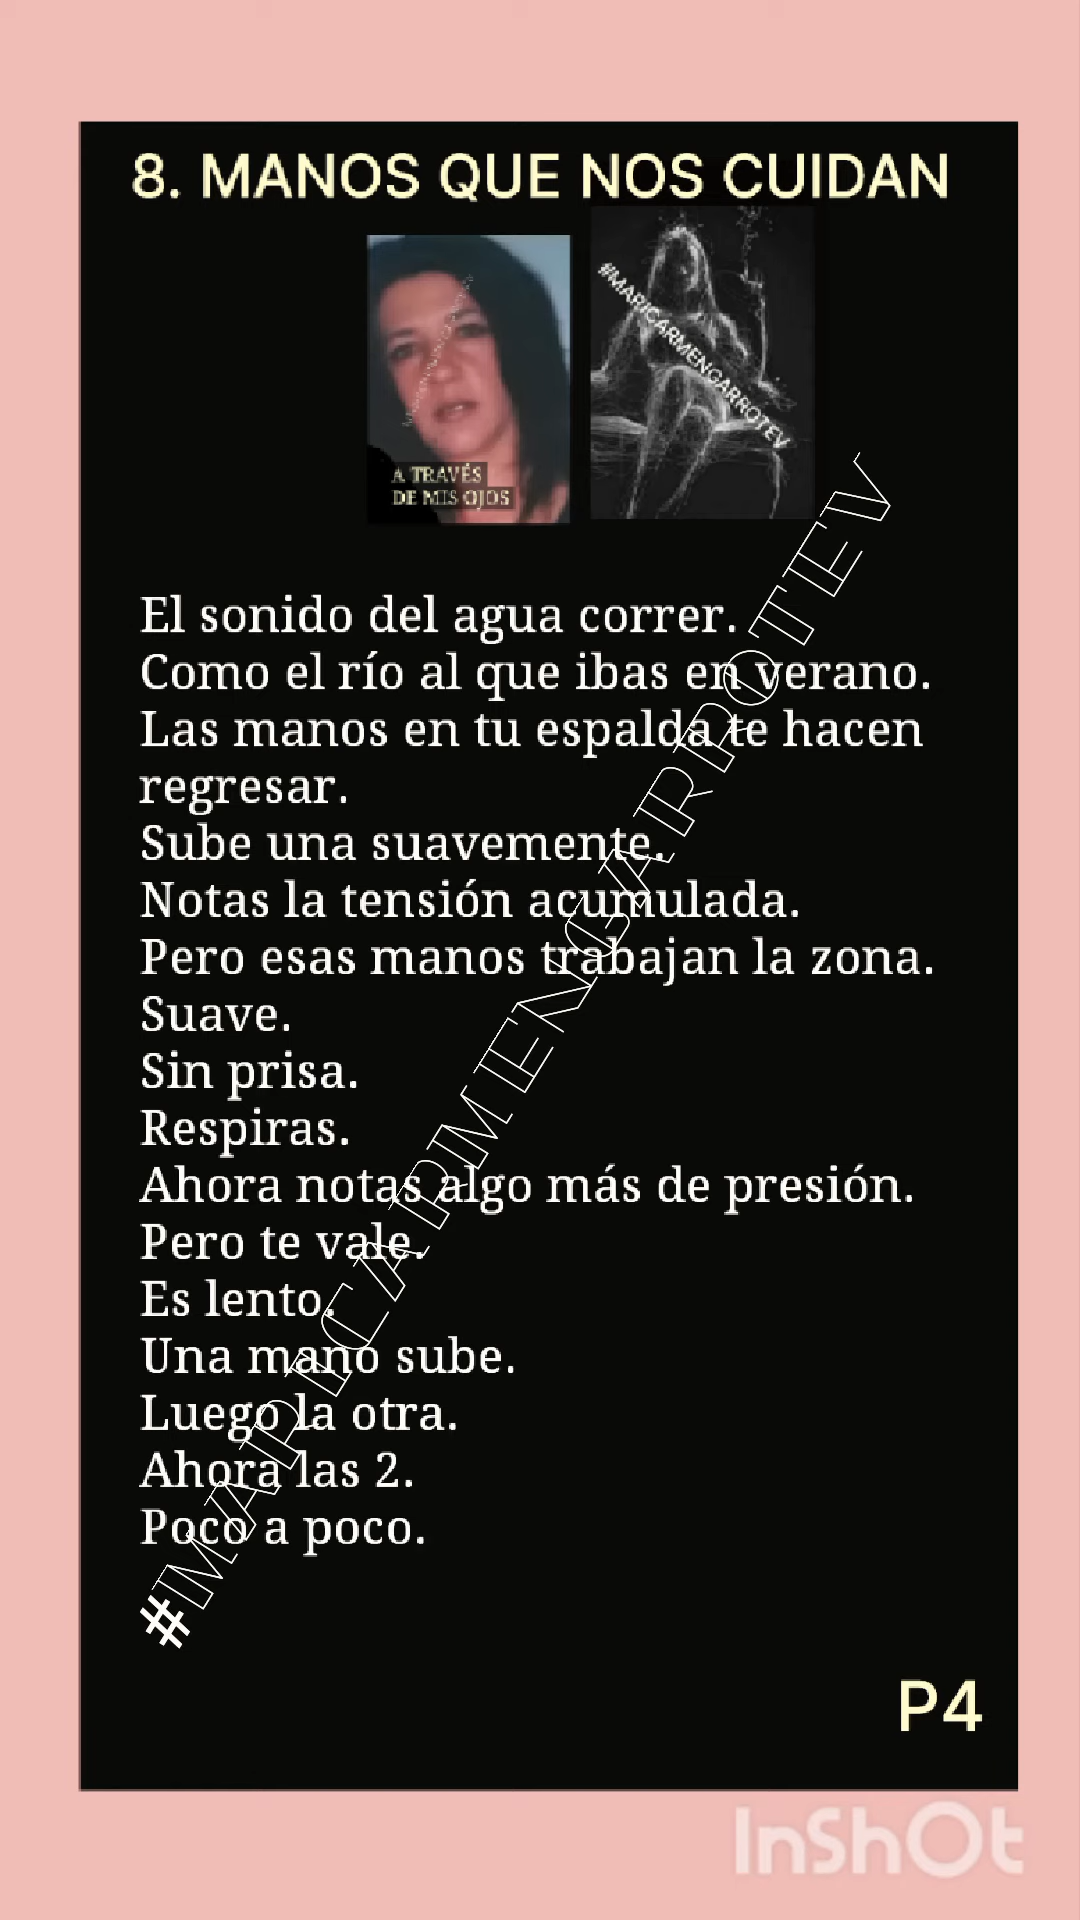 8. MANOS QUE NOS CUIDAN
#MARICARMENGARROTEV
A TRAVÉS
DE MIS OJOS
El sonido del agua correr.
Como el río al que ibas en verano.
Las manos en tu espalda te hacen
regresar.
Sube una suavemente.
Notas la tensión acumulada.
Pero esas manos trabajan la zona.
Suave.
Sin prisa.
Respiras.
Ahora notas algo más de presión.
Pero te vale.
Es lento.
Una mano sube.
Luego la otra.
Ahora las 2.
Poco a poco.
#MARICARMENGARROTEV
P4
InShOt